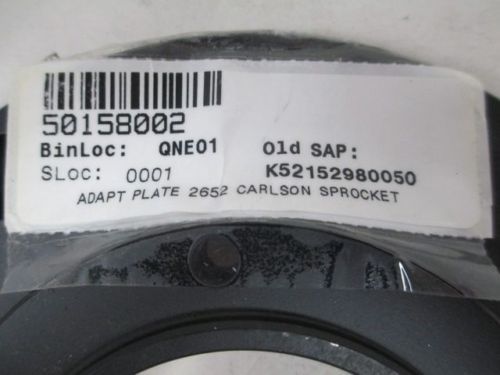 50158002
BinLoc: QNE01 Old SAP:
SLoc: 0001 K52152980050
ADAPT PLATE 2652 CARLSON SPROCKET